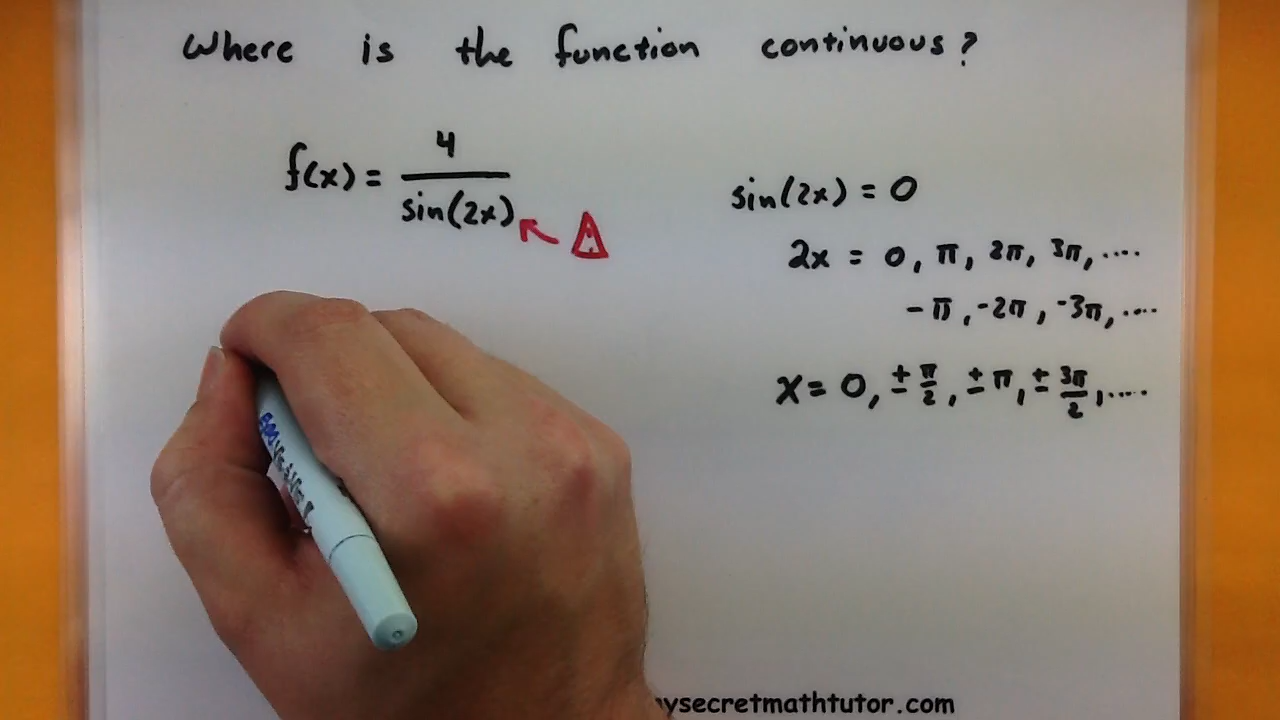 Where is the function continuous?
f(x) = 4 / sin(2x)
sin(2x) = 0
2x = 0, π, 2π, 3π, ....
-π, -2π, -3π, ....
x = 0, ± π/2, ± π, ± 3π/2, ....
ysecretmathtutor.com